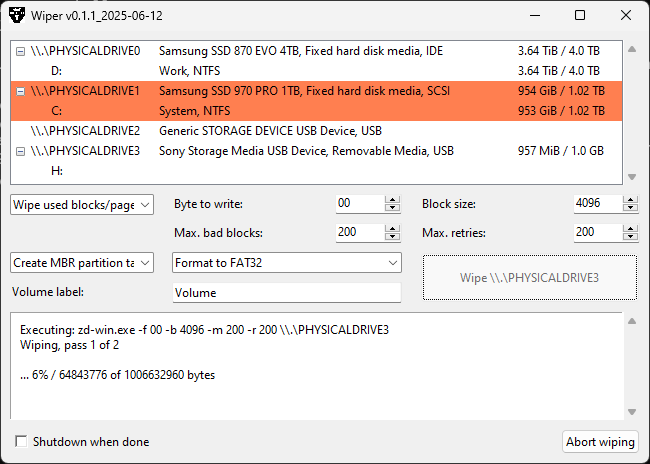 Wiper v0.1.1_2025-06-12
\\.\PHYSICALDRIVE0 Samsung SSD 870 EVO 4TB, Fixed hard disk media, IDE 3.64 TiB / 4.0 TB
D: Work, NTFS 3.64 TiB / 4.0 TB
\\.\PHYSICALDRIVE1 Samsung SSD 970 PRO 1TB, Fixed hard disk media, SCSI 954 GiB / 1.02 TB
C: System, NTFS 953 GiB / 1.02 TB
\\.\PHYSICALDRIVE2 Generic STORAGE DEVICE USB Device, USB
\\.\PHYSICALDRIVE3 Sony Storage Media USB Device, Removable Media, USB 957 MiB / 1.0 GB
H:
Wipe used blocks/page Byte to write: 00 Block size: 4096
Max. bad blocks: 200 Max. retries: 200
Create MBR partition ta Format to FAT32 Wipe \\.\PHYSICALDRIVE3
Volume label: Volume
Executing: zd-win.exe -f 00 -b 4096 -m 200 -r 200 \\.\PHYSICALDRIVE3
Wiping, pass 1 of 2
... 6% / 64843776 of 1006632960 bytes
Shutdown when done Abort wiping